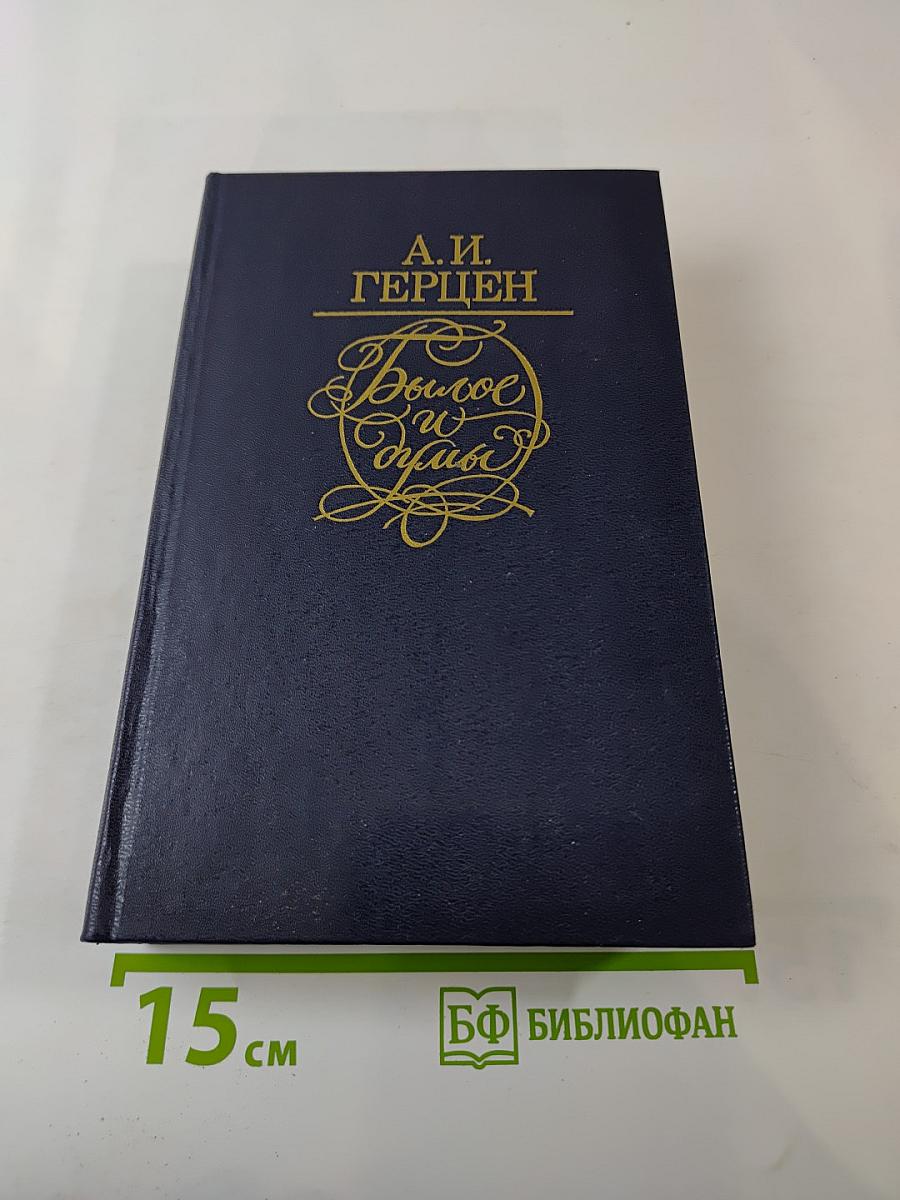 А. И.
ГЕРЦЕН
Былое
и
думы
15 см
БФ БИБЛИОФАН